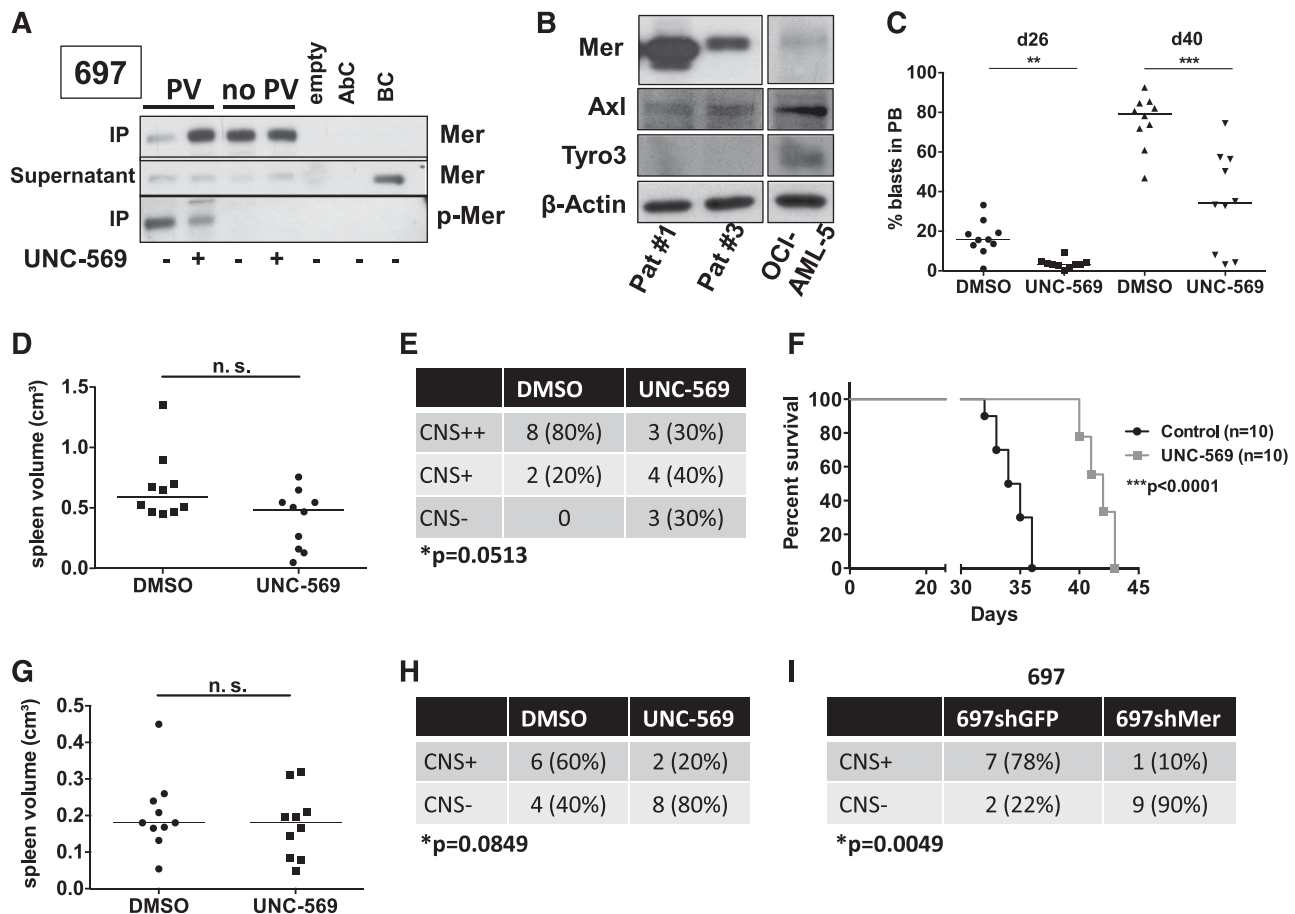 A
697
PV no PV empty AbC BC
IP Mer
Supernatant Mer
IP p-Mer
UNC-569 - + - + - - -
B
Mer
Axl
Tyro3
β-Actin
Pat #1 Pat #3 OCI-AML-5
C
d26 d40
** ***
% blasts in PB
100
80
60
40
20
0
DMSO UNC-569 DMSO UNC-569
D
n. s.
spleen volume (cm³)
1.5
1.0
0.5
0.0
DMSO UNC-569
E
DMSO UNC-569
CNS++ 8 (80%) 3 (30%)
CNS+ 2 (20%) 4 (40%)
CNS- 0 3 (30%)
*p=0.0513
F
Percent survival
100
80
60
40
20
0
0 20 30 35 40 45
Days
Control (n=10)
UNC-569 (n=10)
***p<0.0001
G
n. s.
spleen volume (cm³)
0.5
0.4
0.3
0.2
0.1
0.0
DMSO UNC-569
H
DMSO UNC-569
CNS+ 6 (60%) 2 (20%)
CNS- 4 (40%) 8 (80%)
*p=0.0849
I
697
697shGFP 697shMer
CNS+ 7 (78%) 1 (10%)
CNS- 2 (22%) 9 (90%)
*p=0.0049